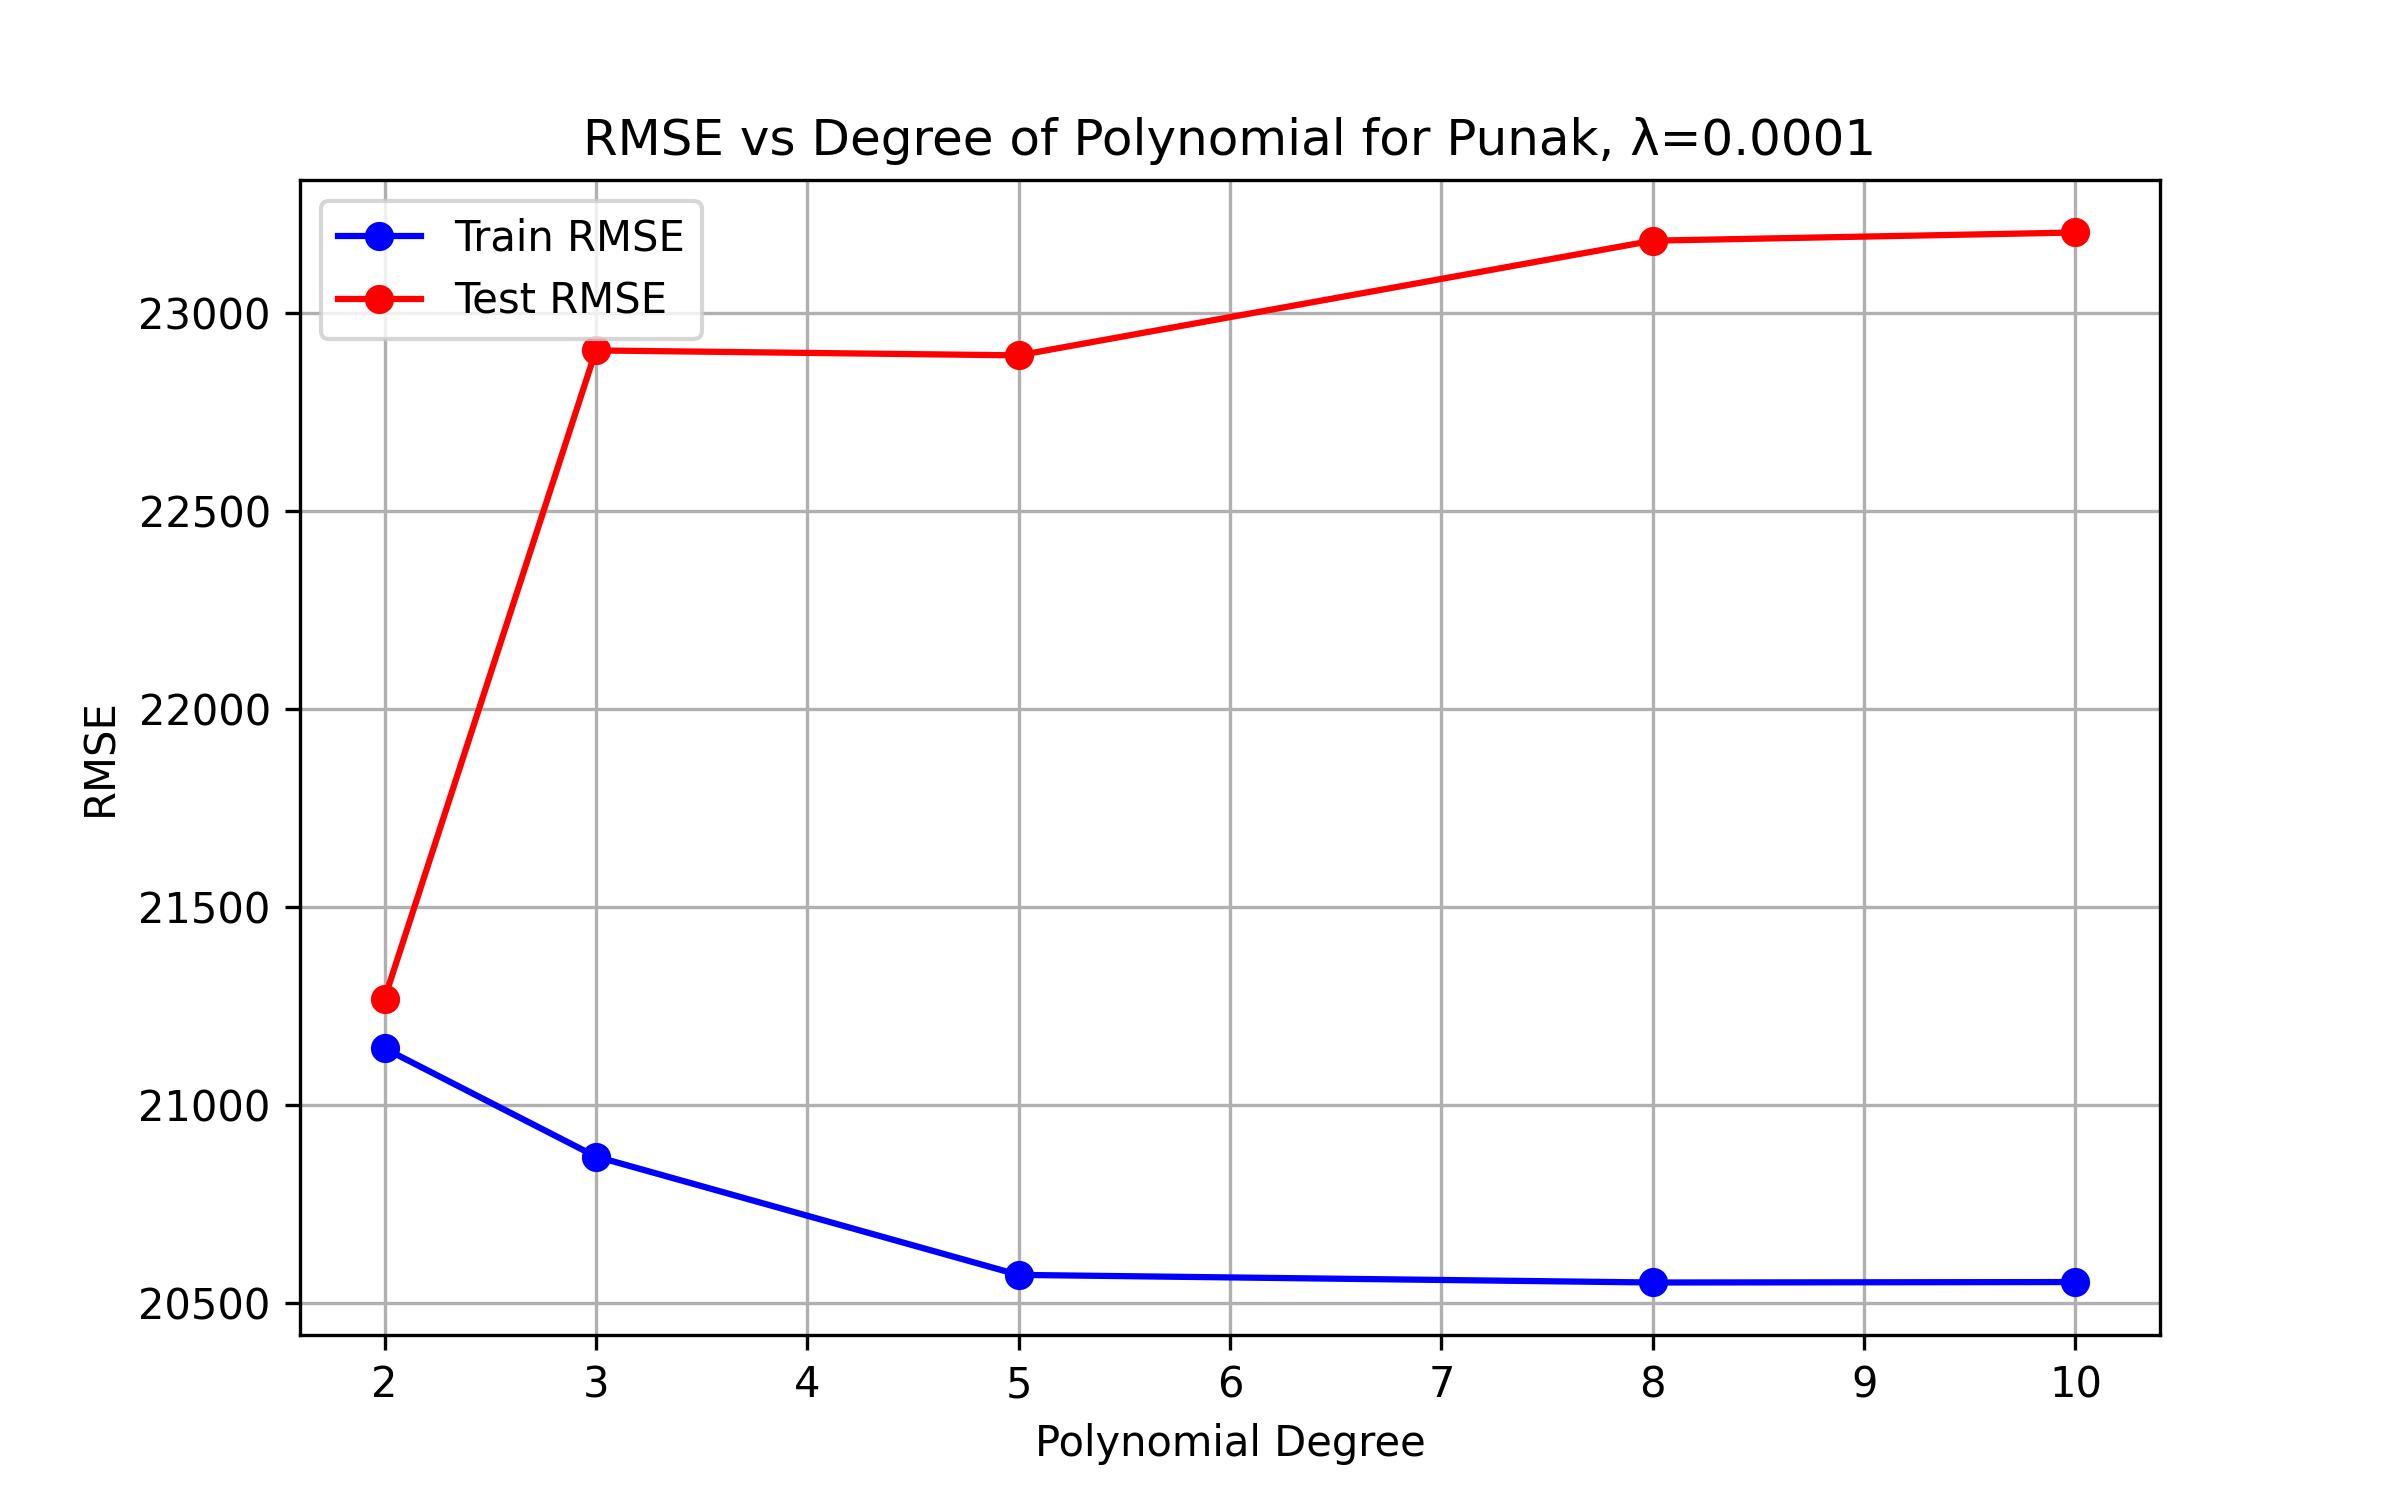 RMSE vs Degree of Polynomial for Punak, λ=0.0001
Train RMSE
Test RMSE
23000
22500
22000
21500
21000
20500
RMSE
2 3 4 5 6 7 8 9 10
Polynomial Degree